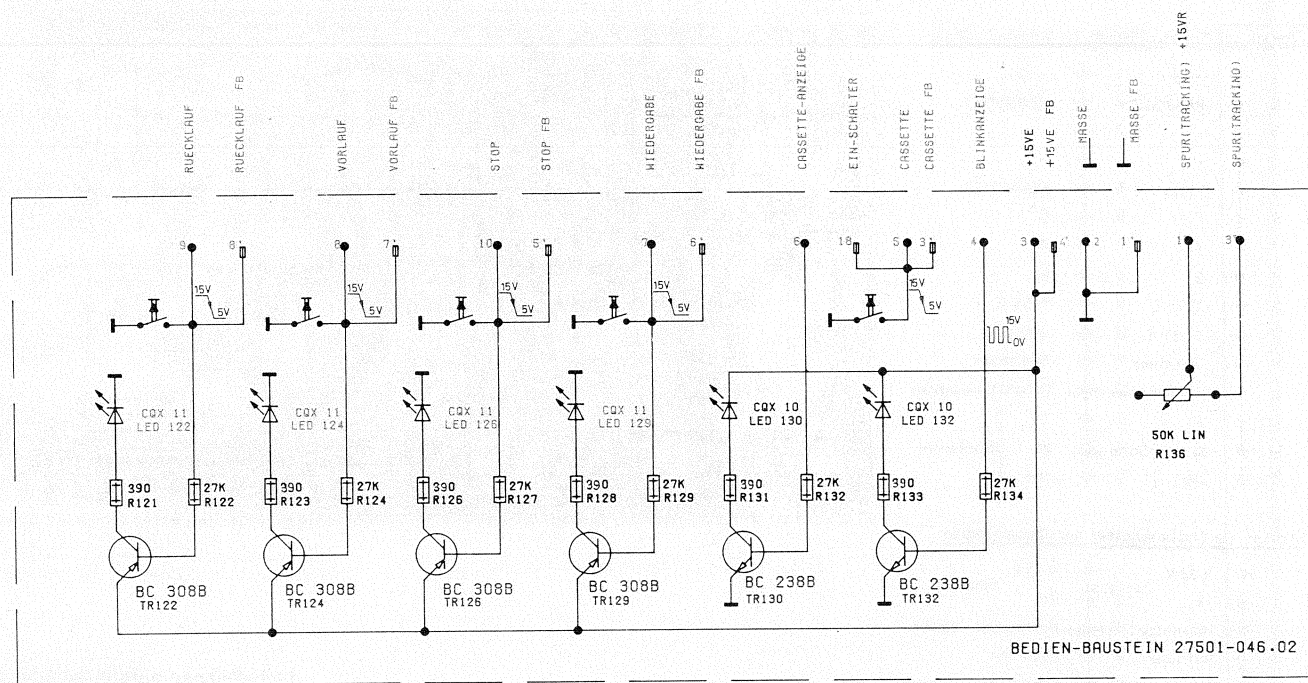 RUECKLAUF
RUECKLAUF FB
VORLAUF
VORLAUF FB
STOP
STOP FB
WIEDERGABE
WIEDERGABE FB
CASSETTE-ANZEIGE
EIN-SCHALTER
CASSETTE
CASSETTE FB
BLINKANZEIGE
+15VE
+15VE FB
MASSE
MASSE FB
SPUR(TRACKING) +15VR
SPUR(TRACKING)
9 8' 8 7' 10 5' 7 6' 6 18 5 3' 4 3 4' 2 1' 1 3'
15V
5V
15V
5V
15V
5V
15V
5V
15V
5V
15V
0V
CQX 11
LED 122
CQX 11
LED 124
CQX 11
LED 126
CQX 11
LED 129
CQX 10
LED 130
CQX 10
LED 132
50K LIN
R136
390
R121
27K
R122
390
R123
27K
R124
390
R126
27K
R127
390
R128
27K
R129
390
R131
27K
R132
390
R133
27K
R134
BC 308B
TR122
BC 308B
TR124
BC 308B
TR126
BC 308B
TR129
BC 238B
TR130
BC 238B
TR132
BEDIEN-BAUSTEIN 27501-046.02